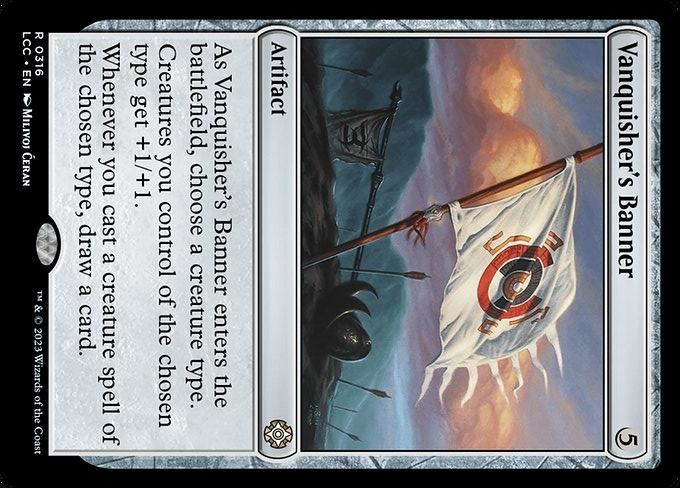 Vanquisher's Banner
5
Artifact
As Vanquisher's Banner enters the
battlefield, choose a creature type.
Creatures you control of the chosen
type get +1/+1.
Whenever you cast a creature spell of
the chosen type, draw a card.
R 0316
LCC • EN Milivoj Ćeran
™ & © 2023 Wizards of the Coast